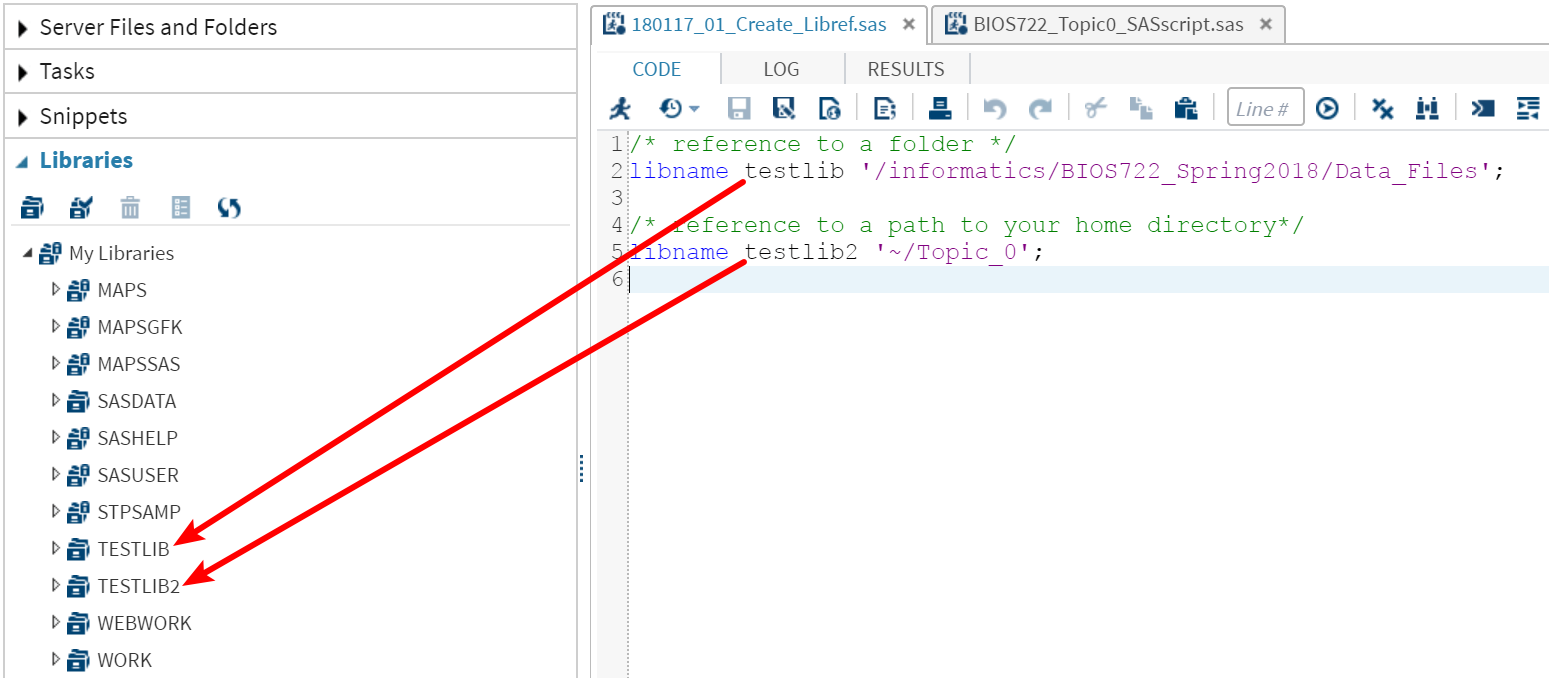 Server Files and Folders
Tasks
Snippets
Libraries
My Libraries
MAPS
MAPSGFK
MAPSSAS
SASDATA
SASHELP
SASUSER
STPSAMP
TESTLIB
TESTLIB2
WEBWORK
WORK
180117_01_Create_Libref.sas
BIOS722_Topic0_SASscript.sas
CODE LOG RESULTS
Line #
1 /* reference to a folder */
2 libname testlib '/informatics/BIOS722_Spring2018/Data_Files';
3
4 /* reference to a path to your home directory*/
5 libname testlib2 '~/Topic_0';
6